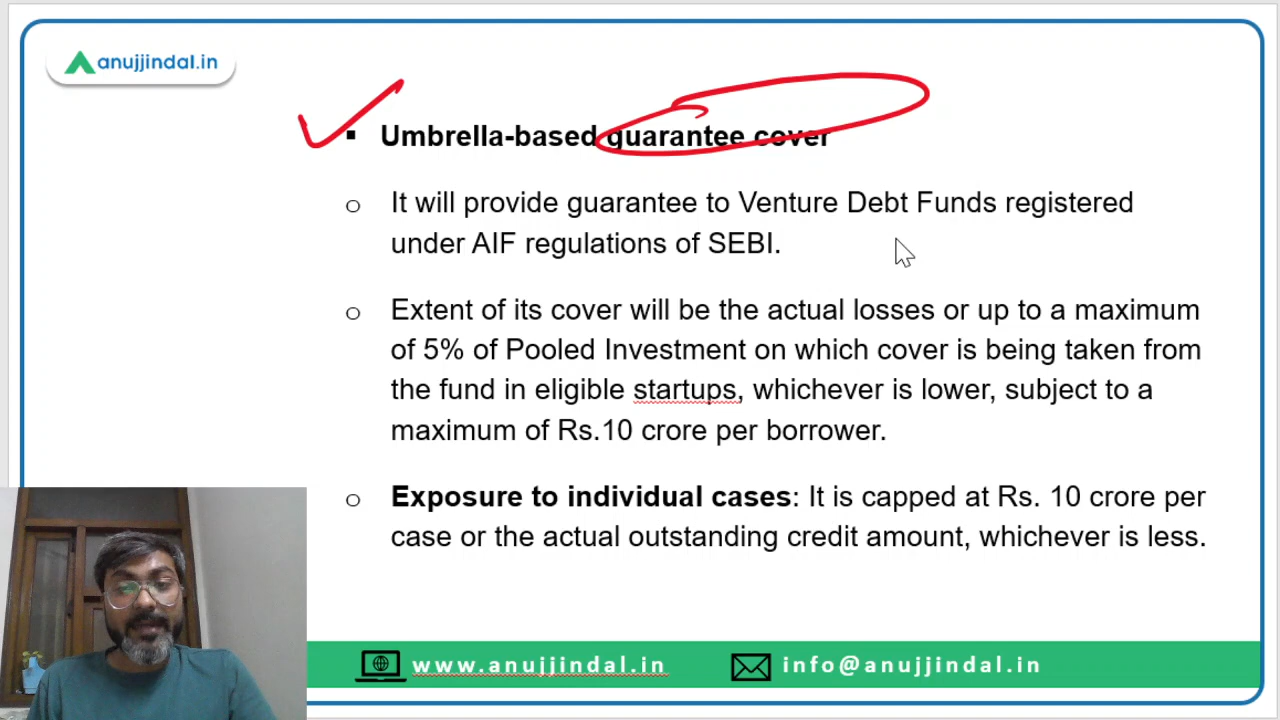 anujjindal.in
▪ Umbrella-based guarantee cover
o It will provide guarantee to Venture Debt Funds registered
under AIF regulations of SEBI.
o Extent of its cover will be the actual losses or up to a maximum
of 5% of Pooled Investment on which cover is being taken from
the fund in eligible startups, whichever is lower, subject to a
maximum of Rs.10 crore per borrower.
o Exposure to individual cases: It is capped at Rs. 10 crore per
case or the actual outstanding credit amount, whichever is less.
www.anujjindal.in info@anujjindal.in